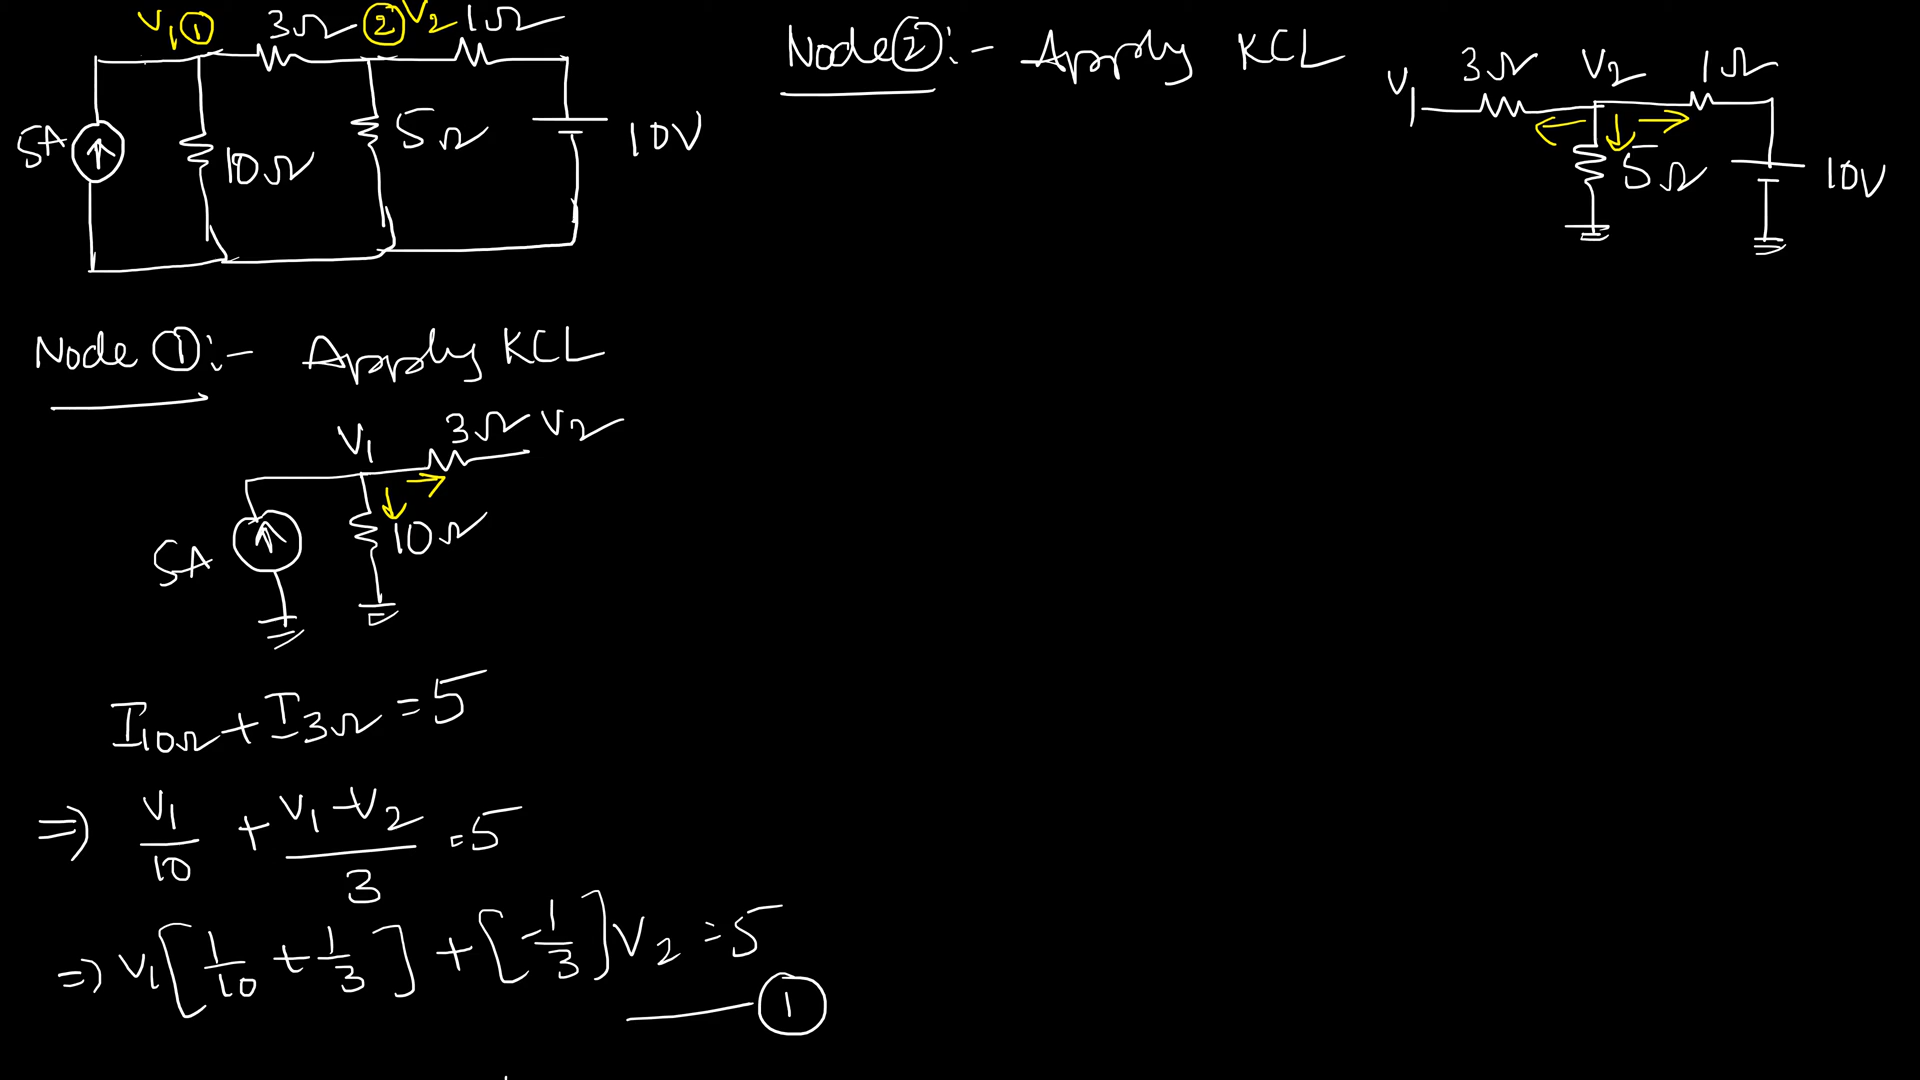 V₁ ① 3Ω ② V₂ 1Ω
5A 10Ω 5Ω 10V
Node ①:- Apply KCL
V₁ 3Ω V₂
5A 10Ω
I10Ω + I3Ω = 5
⇒ V₁/10 + (V₁ - V₂)/3 = 5
⇒ V₁[1/10 + 1/3] + [-1/3]V₂ = 5
①
Node ②:- Apply KCL
V₁ 3Ω V₂ 1Ω
5Ω 10V